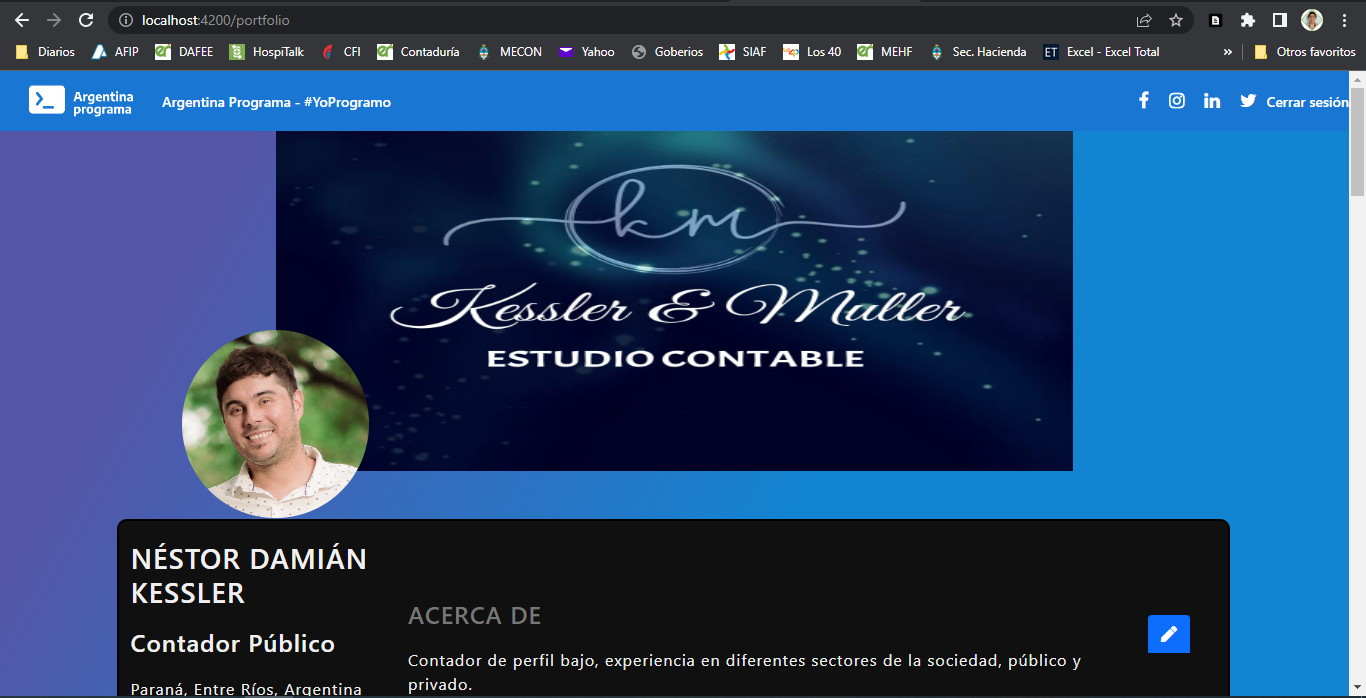 localhost:4200/portfolio
Diarios
AFIP
DAFEE
HospiTalk
CFI
Contaduría
MECON
Yahoo
Goberios
SIAF
Los 40
MEHF
Sec. Hacienda
ET
Excel - Excel Total
»
Otros favoritos
Argentina
programa
Argentina Programa - #YoProgramo
Cerrar sesión
km
Kessler & Muller
ESTUDIO CONTABLE
NÉSTOR DAMIÁN
KESSLER
Contador Público
Paraná, Entre Ríos, Argentina
ACERCA DE
Contador de perfil bajo, experiencia en diferentes sectores de la sociedad, público y
privado.